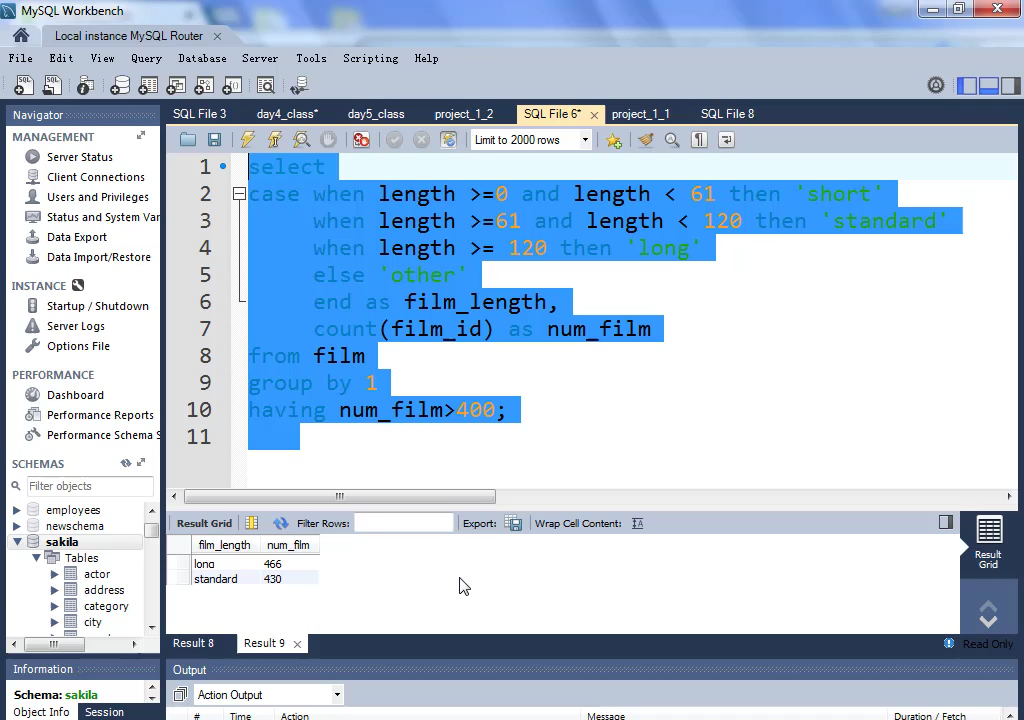 MySQL Workbench
Local instance MySQL Router
File Edit View Query Database Server Tools Scripting Help
Navigator
SQL File 3 day4_class* day5_class project_1_2 SQL File 6* project_1_1 SQL File 8
MANAGEMENT
Server Status
Client Connections
Users and Privileges
Status and System Var
Data Export
Data Import/Restore
INSTANCE
Startup / Shutdown
Server Logs
Options File
PERFORMANCE
Dashboard
Performance Reports
Performance Schema S
SCHEMAS
Filter objects
employees
newschema
sakila
Tables
actor
address
category
city
Limit to 2000 rows
1 select
2 case when length >=0 and length < 61 then 'short'
3 when length >=61 and length < 120 then 'standard'
4 when length >= 120 then 'long'
5 else 'other'
6 end as film_length,
7 count(film_id) as num_film
8 from film
9 group by 1
10 having num_film>400;
11
Result Grid Filter Rows: Export: Wrap Cell Content:
film_length num_film
long 466
standard 430
Result Grid
Result 8 Result 9
Read Only
Information
Schema: sakila
Object Info Session
Output
Action Output
# Time Action Message Duration / Fetch